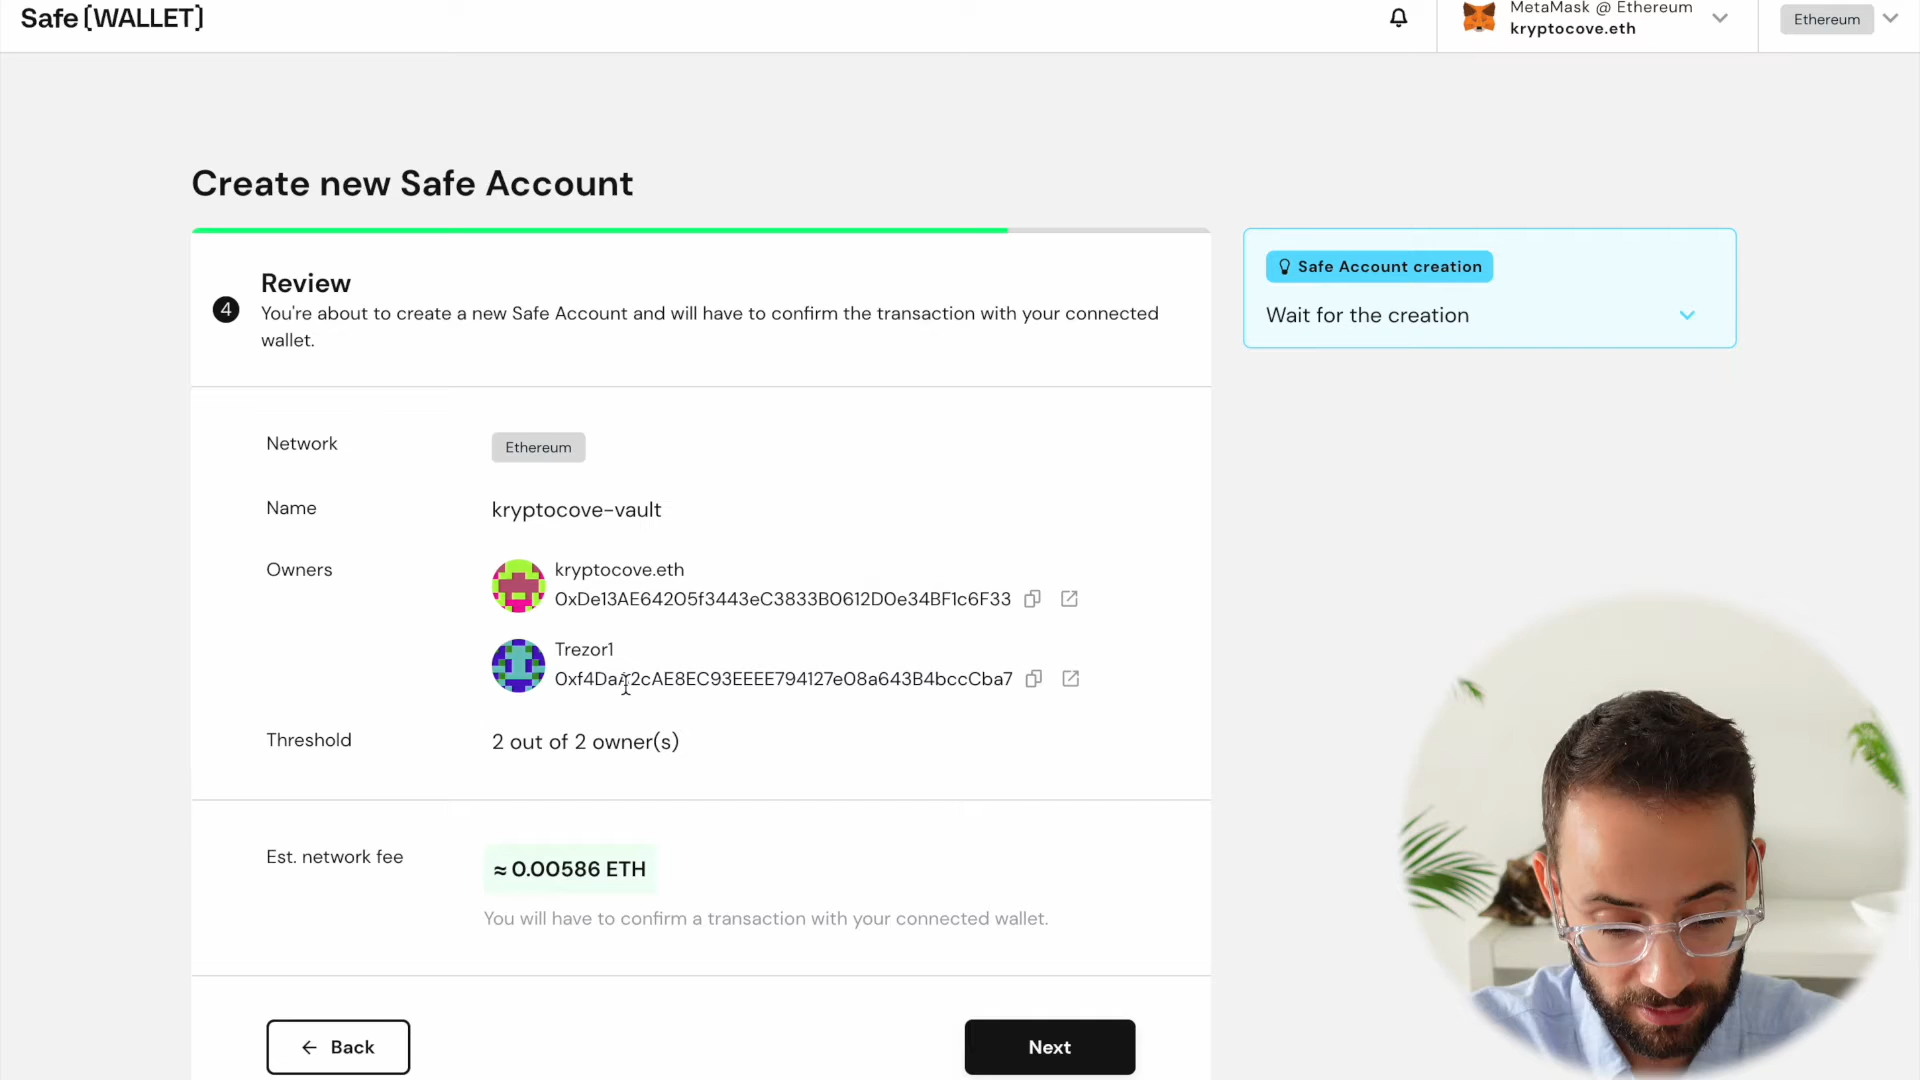 Safe [WALLET]
MetaMask @ Ethereum
kryptocove.eth
Ethereum
Create new Safe Account
4
Review
You're about to create a new Safe Account and will have to confirm the transaction with your connected
wallet.
Safe Account creation
Wait for the creation
Network
Ethereum
Name
kryptocove-vault
Owners
kryptocove.eth
0xDe13AE64205f3443eC3833B0612D0e34BF1c6F33
Trezor1
Threshold
2 out of 2 owner(s)
Est. network fee
≈ 0.00586 ETH
You will have to confirm a transaction with your connected wallet.
Back
Next